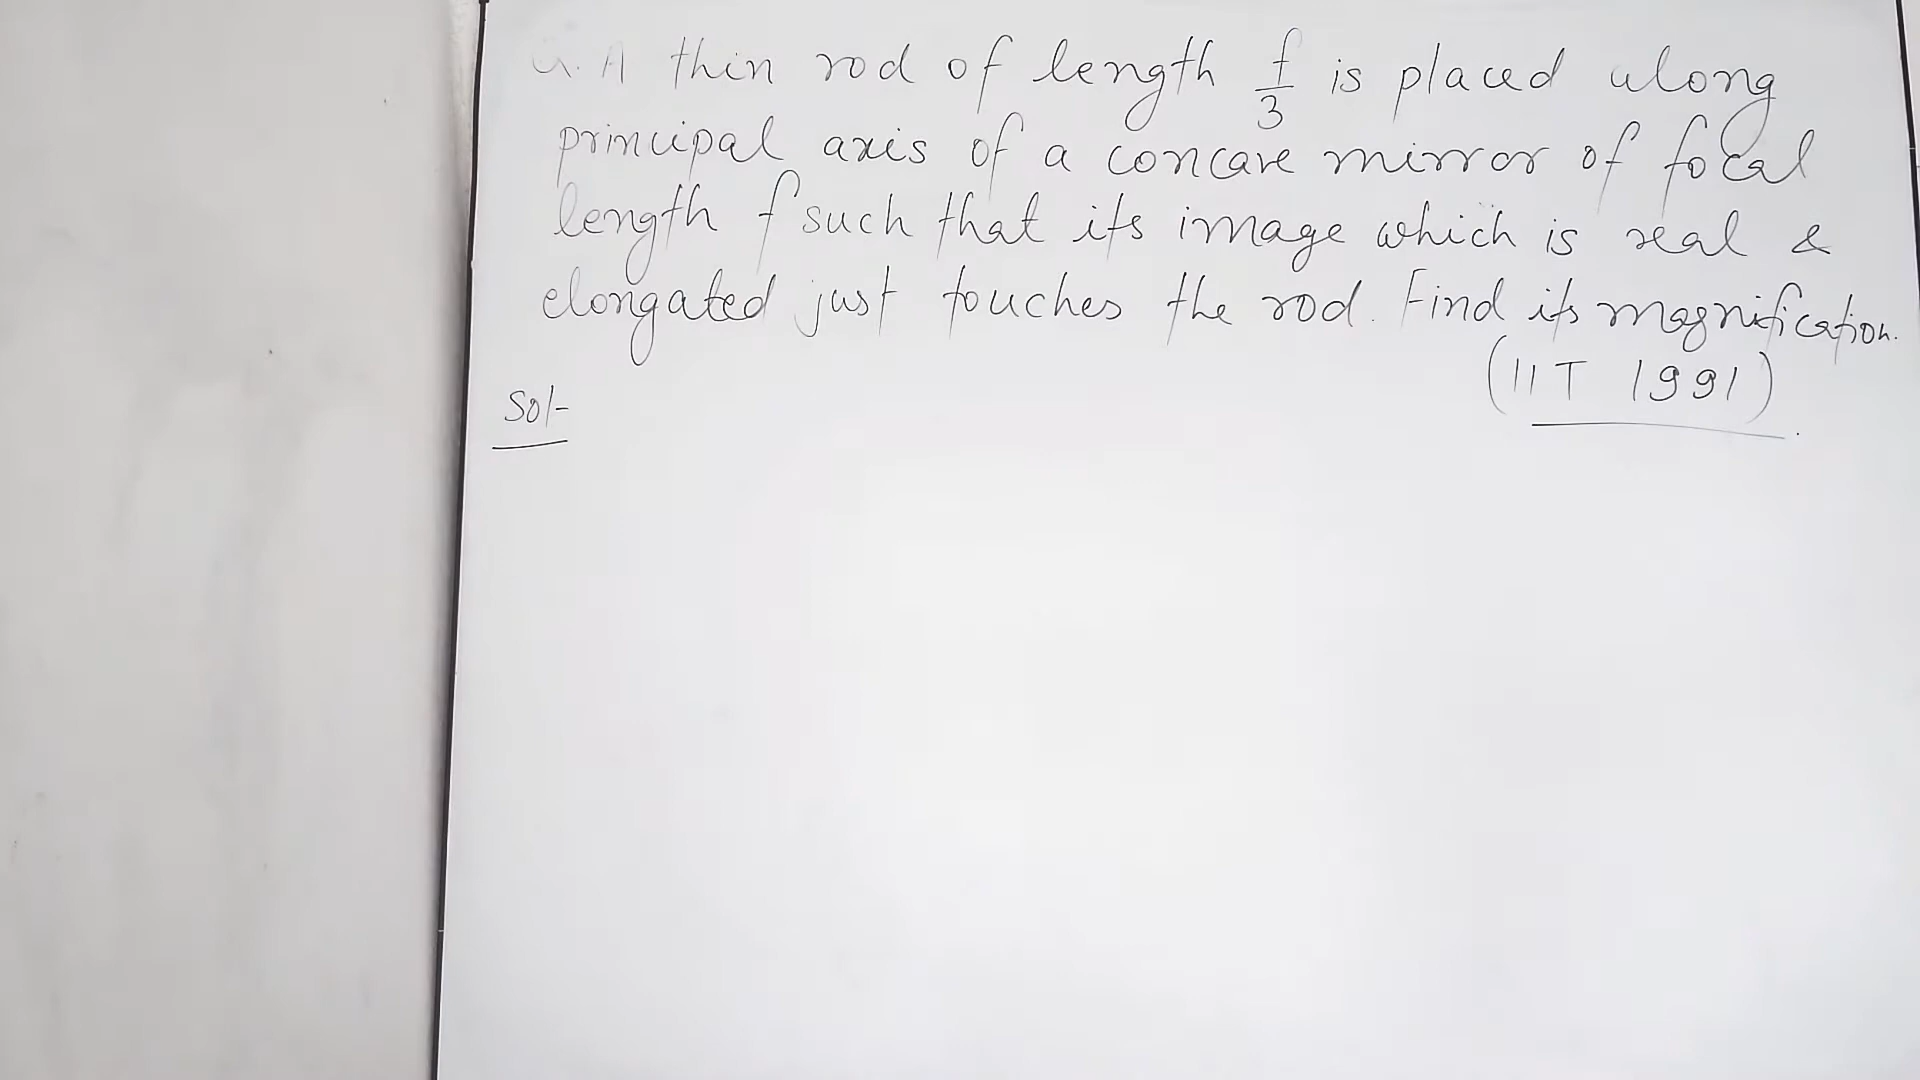 Q. A thin rod of length f/3 is placed along
principal axis of a concave mirror of focal
length f such that its image which is real &
elongated just touches the rod. Find its magnification.
(IIT 1991)
Sol-